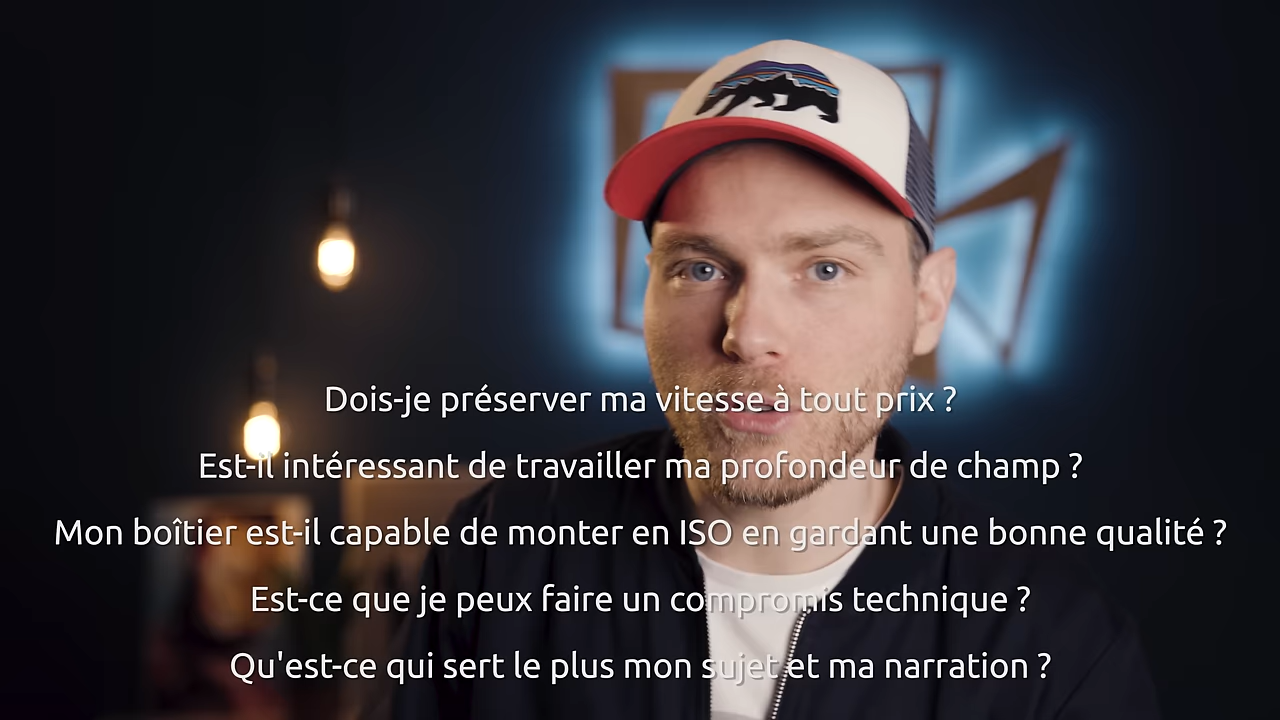 Dois-je préserver ma vitesse à tout prix ?
Est-il intéressant de travailler ma profondeur de champ ?
Mon boîtier est-il capable de monter en ISO en gardant une bonne qualité ?
Est-ce que je peux faire un compromis technique ?
Qu'est-ce qui sert le plus mon sujet et ma narration ?